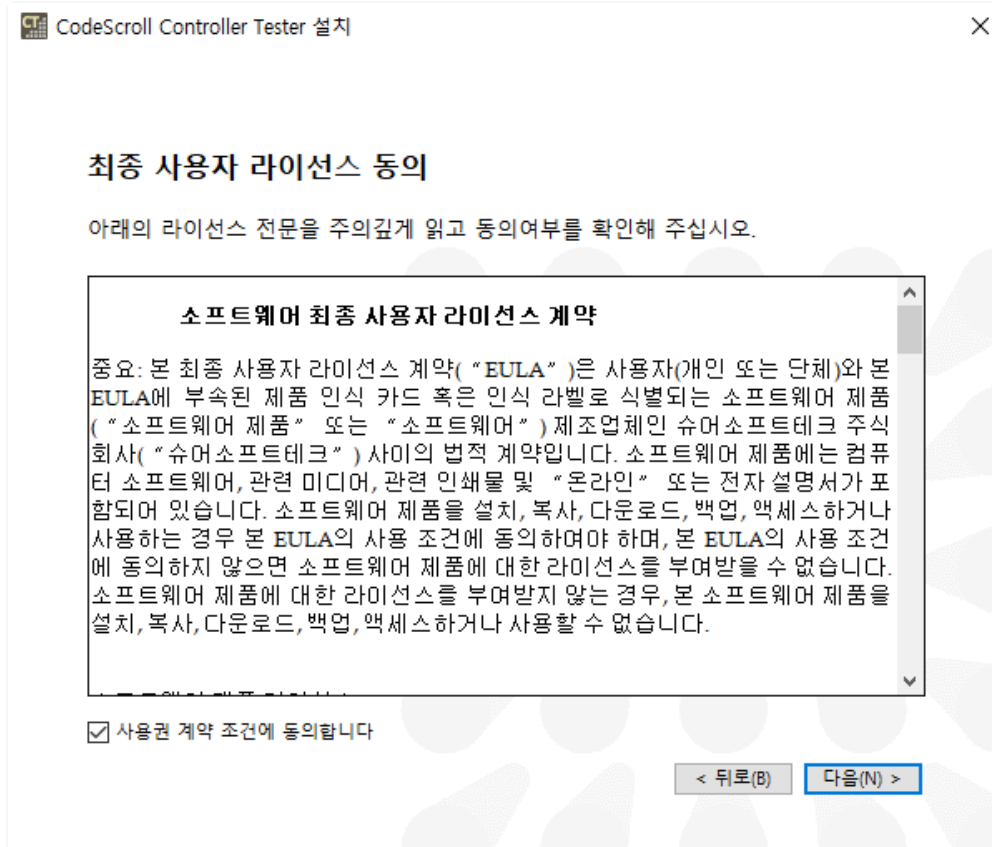 CT
CodeScroll Controller Tester 설치
최종 사용자 라이선스 동의
아래의 라이선스 전문을 주의깊게 읽고 동의여부를 확인해 주십시오.
소프트웨어 최종 사용자 라이선스 계약
중요: 본 최종 사용자 라이선스 계약( “EULA” )은 사용자(개인 또는 단체)와 본
EULA에 부속된 제품 인식 카드 혹은 인식 라벨로 식별되는 소프트웨어 제품
( “소프트웨어 제품” 또는 “소프트웨어” ) 제조업체인 슈어소프트테크 주식
회사( “슈어소프트테크” ) 사이의 법적 계약입니다. 소프트웨어 제품에는 컴퓨
터 소프트웨어, 관련 미디어, 관련 인쇄물 및 “온라인” 또는 전자 설명서가 포
함되어 있습니다. 소프트웨어 제품을 설치, 복사, 다운로드, 백업, 액세스하거나
사용하는 경우 본 EULA의 사용 조건에 동의하여야 하며, 본 EULA의 사용 조건
에 동의하지 않으면 소프트웨어 제품에 대한 라이선스를 부여받을 수 없습니다.
소프트웨어 제품에 대한 라이선스를 부여받지 않는 경우, 본 소프트웨어 제품을
설치, 복사, 다운로드, 백업, 액세스하거나 사용할 수 없습니다.
사용권 계약 조건에 동의합니다
< 뒤로(B)
다음(N) >